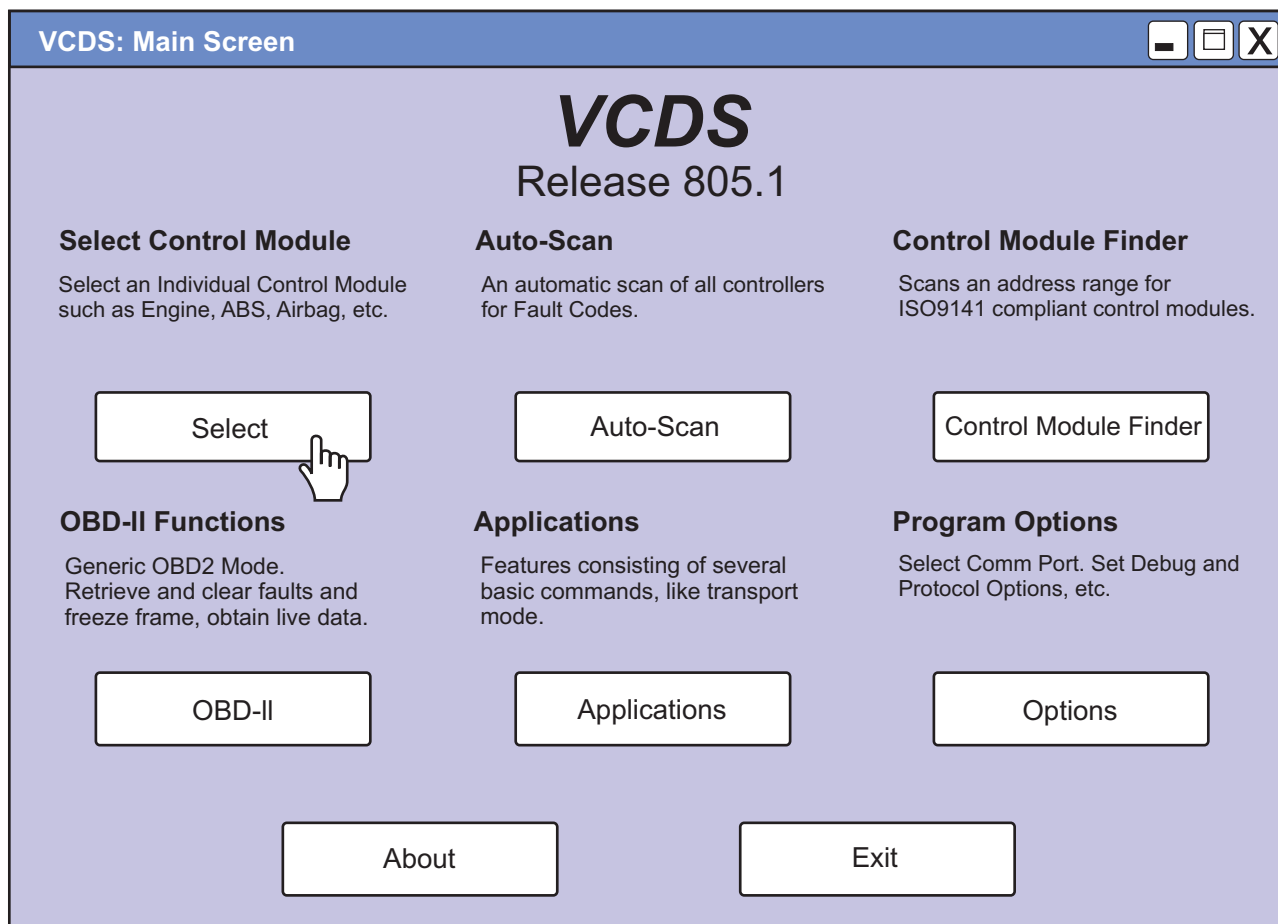 VCDS: Main Screen
VCDS
Release 805.1
Select Control Module
Select an Individual Control Module
such as Engine, ABS, Airbag, etc.
Select
Auto-Scan
An automatic scan of all controllers
for Fault Codes.
Auto-Scan
Control Module Finder
Scans an address range for
ISO9141 compliant control modules.
Control Module Finder
OBD-II Functions
Generic OBD2 Mode.
Retrieve and clear faults and
freeze frame, obtain live data.
OBD-II
Applications
Features consisting of several
basic commands, like transport
mode.
Applications
Program Options
Select Comm Port. Set Debug and
Protocol Options, etc.
Options
About
Exit